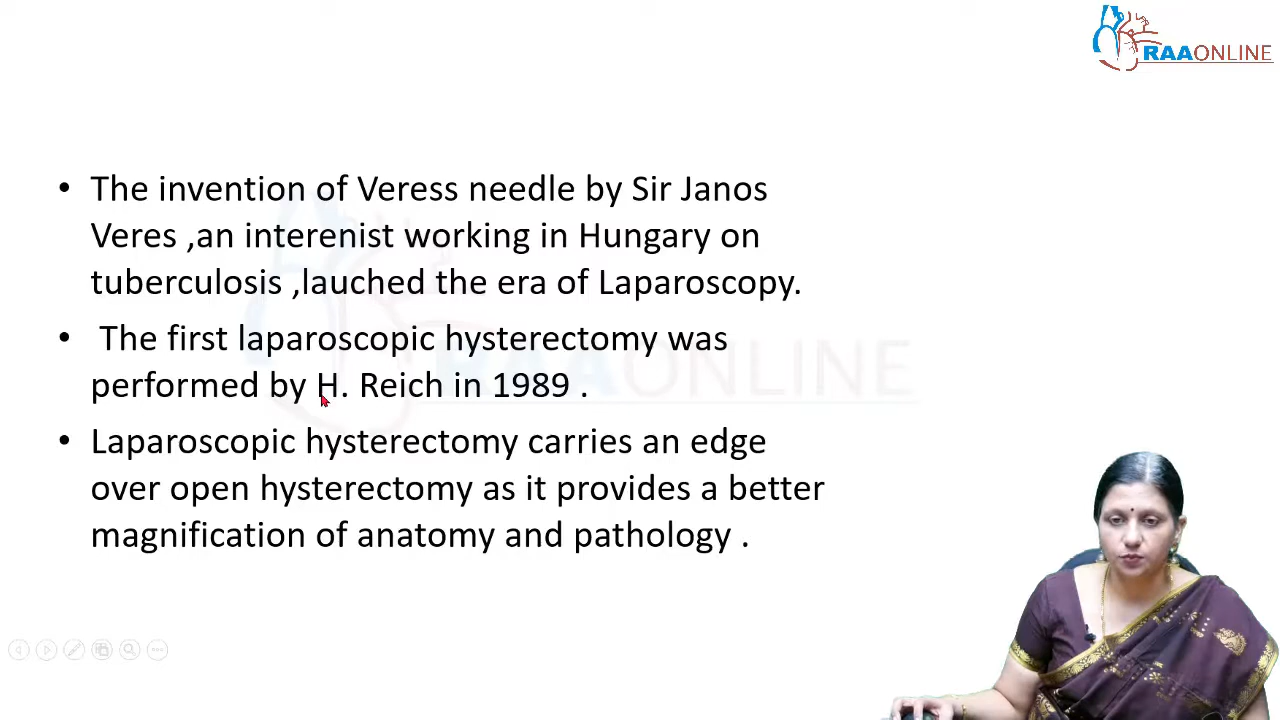 RAAONLINE
• The invention of Veress needle by Sir Janos
Veres ,an interenist working in Hungary on
tuberculosis ,lauched the era of Laparoscopy.
• The first laparoscopic hysterectomy was
performed by H. Reich in 1989 .
• Laparoscopic hysterectomy carries an edge
over open hysterectomy as it provides a better
magnification of anatomy and pathology .
RAAONLINE